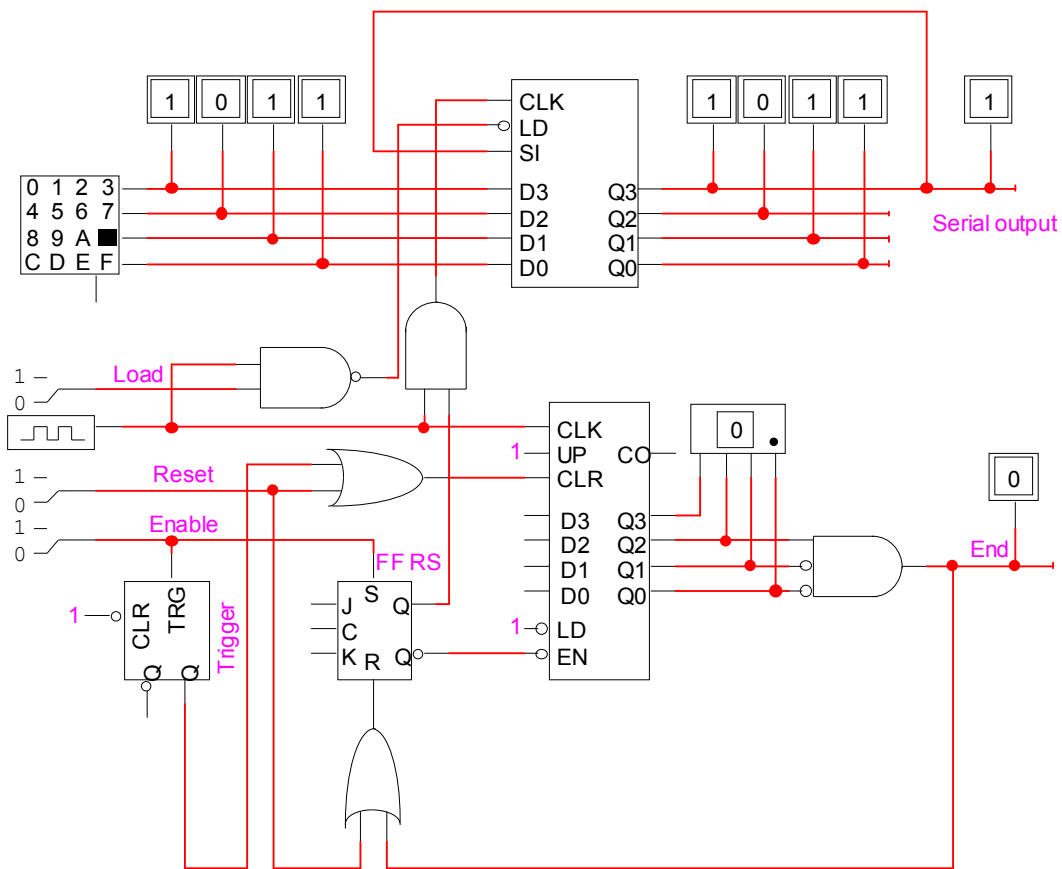 1 0 1 1
1 0 1 1
1
CLK
LD
SI
D3 Q3
D2 Q2
D1 Q1
D0 Q0
0 1 2 3
4 5 6 7
8 9 A
C D E F
Serial output
1
0
Load
1
0
Reset
1
0
Enable
CLK
1 UP CO
CLR
D3 Q3
D2 Q2
D1 Q1
D0 Q0
1 LD
EN
0
0
End
FF RS
J S Q
C
K R Q
1
CLR TRG
Q Q
Trigger